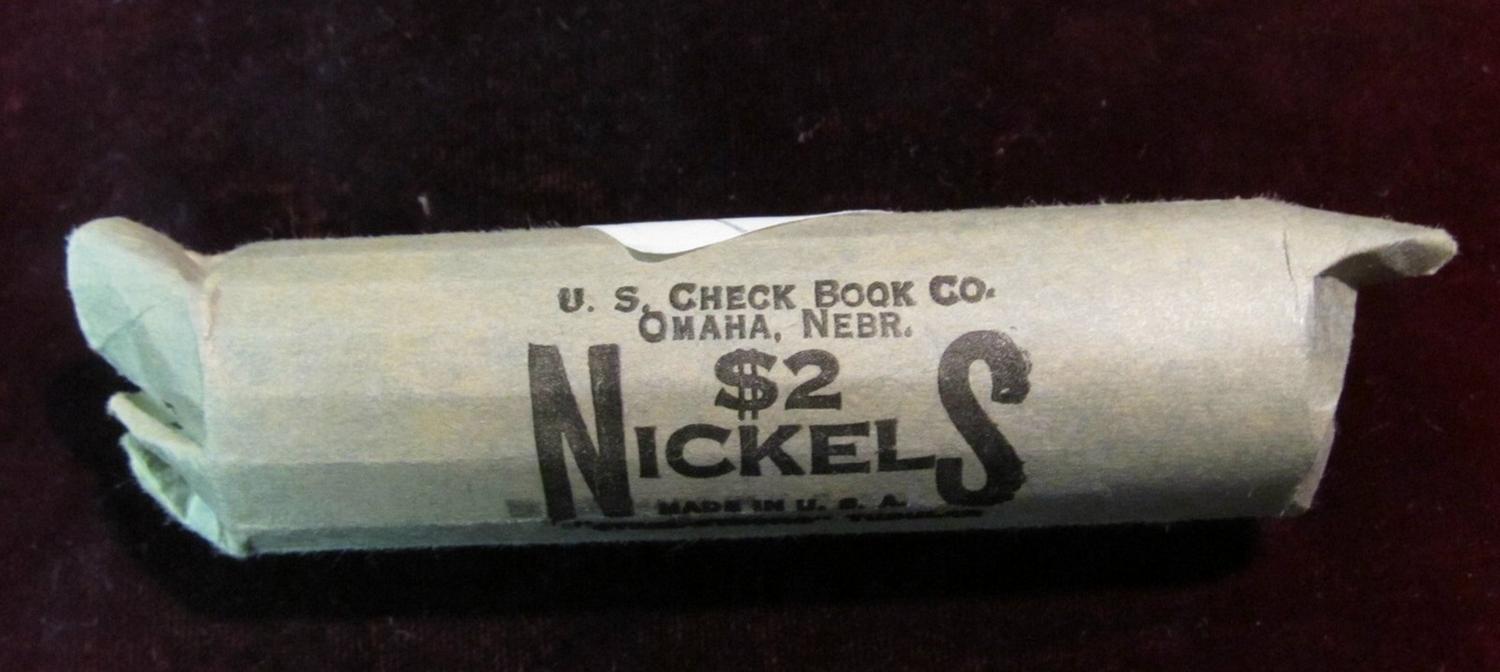 U. S. CHECK BOOK CO.
OMAHA, NEBR.
$2
NICKELS
MADE IN U. S. A.